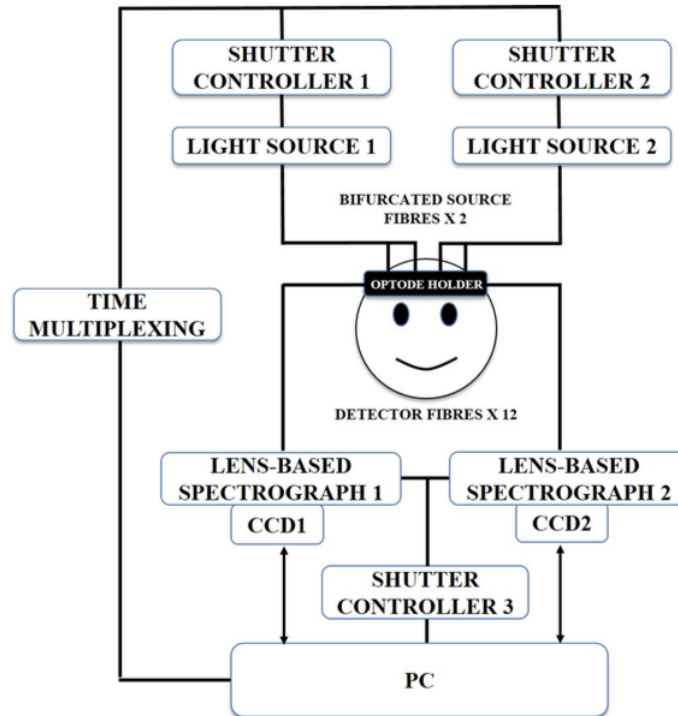 SHUTTER
CONTROLLER 1
SHUTTER
CONTROLLER 2
LIGHT SOURCE 1
LIGHT SOURCE 2
BIFURCATED SOURCE
FIBRES X 2
OPTODE HOLDER
TIME
MULTIPLEXING
DETECTOR FIBRES X 12
LENS-BASED
SPECTROGRAPH 1
LENS-BASED
SPECTROGRAPH 2
CCD1
CCD2
SHUTTER
CONTROLLER 3
PC